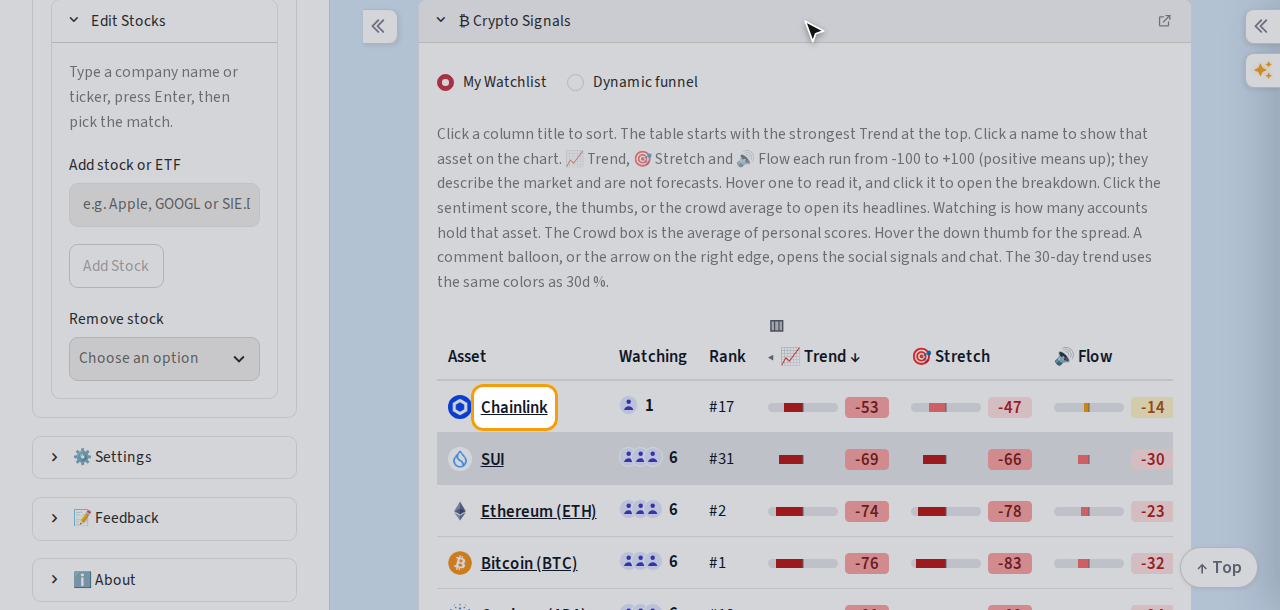 Edit Stocks
Type a company name or
ticker, press Enter, then
pick the match.
Add stock or ETF
e.g. Apple, GOOGL or SIE.
Add Stock
Remove stock
Choose an option
⚙️ Settings
📝 Feedback
ℹ️ About
₿ Crypto Signals
My Watchlist
Dynamic funnel
Click a column title to sort. The table starts with the strongest Trend at the top. Click a name to show that
asset on the chart. 📈 Trend, 🎯 Stretch and 🔊 Flow each run from -100 to +100 (positive means up); they
describe the market and are not forecasts. Hover one to read it, and click it to open the breakdown. Click the
sentiment score, the thumbs, or the crowd average to open its headlines. Watching is how many accounts
hold that asset. The Crowd box is the average of personal scores. Hover the down thumb for the spread. A
comment balloon, or the arrow on the right edge, opens the social signals and chat. The 30-day trend uses
the same colors as 30d %.
Asset Watching Rank 📈 Trend ↓ 🎯 Stretch 🔊 Flow
Chainlink 1 #17 -53 -47 -14
SUI 6 #31 -69 -66 -30
Ethereum (ETH) 6 #2 -74 -78 -23
Bitcoin (BTC) 6 #1 -76 -83 -32
↑ Top